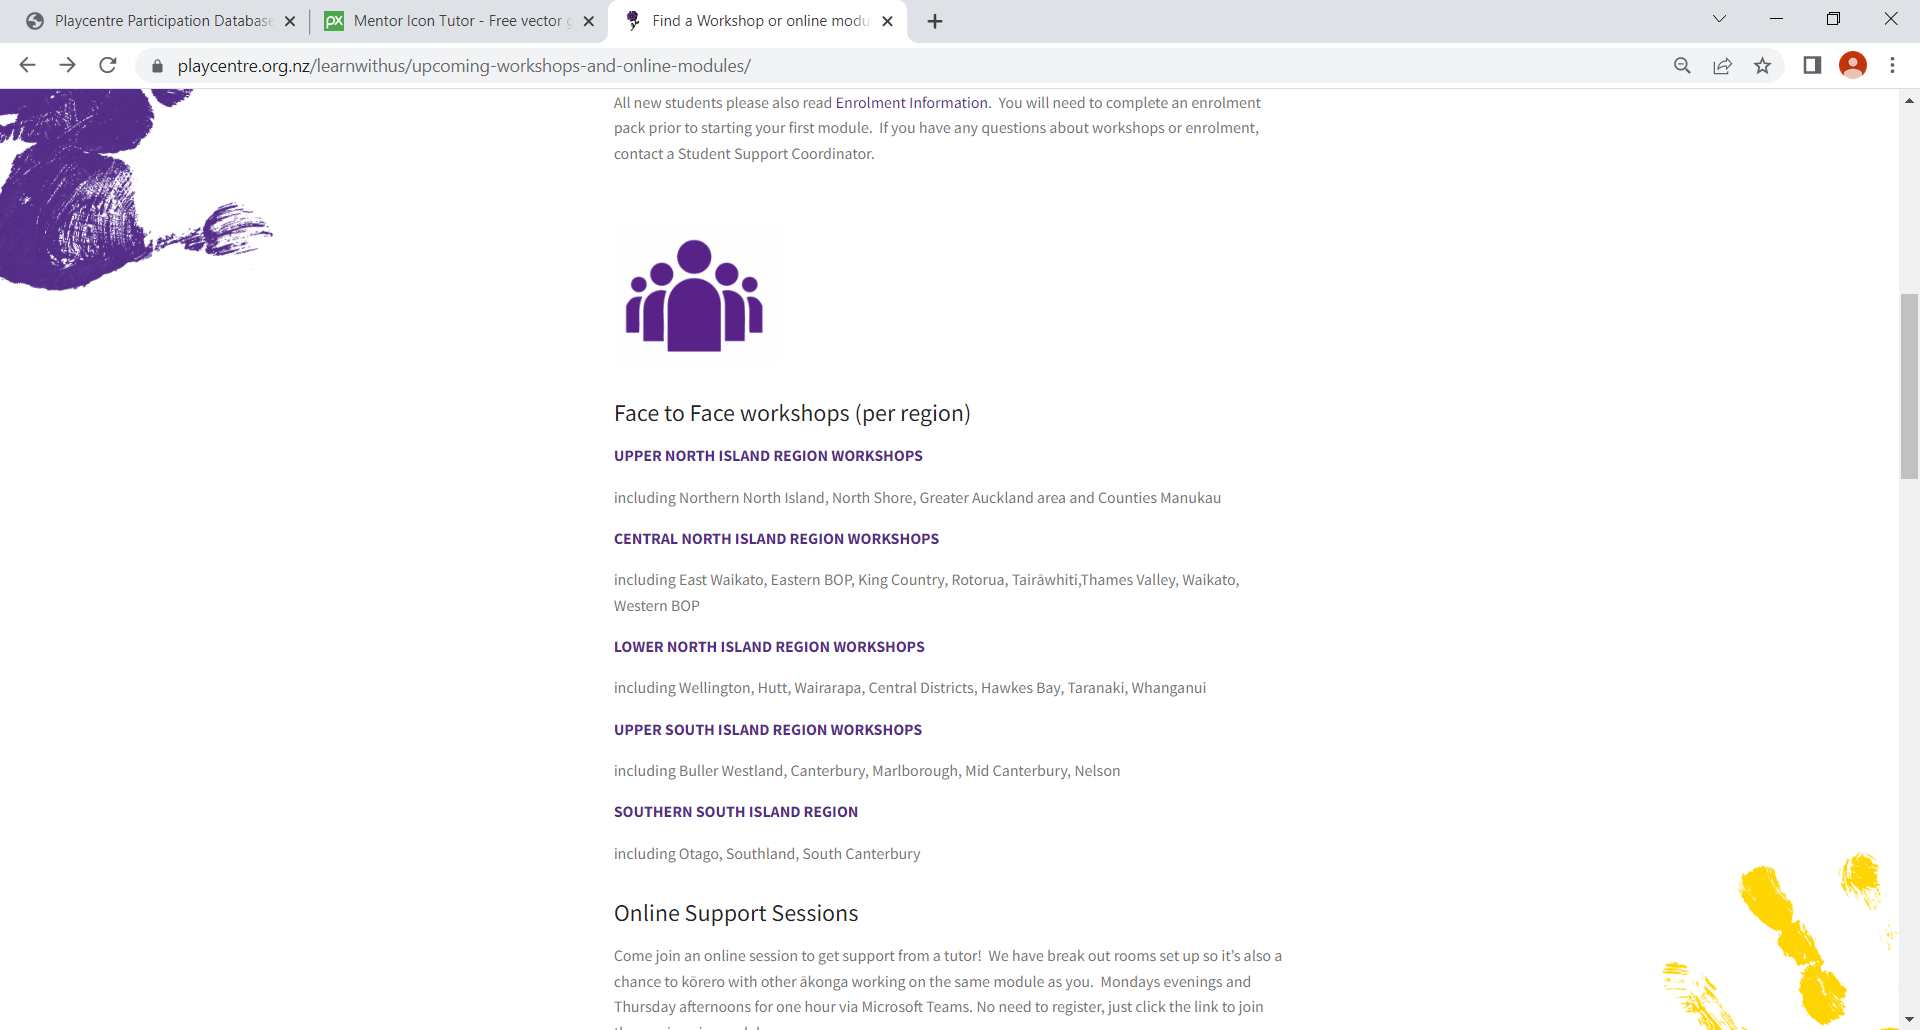 Playcentre Participation Database
Mentor Icon Tutor - Free vector g
Find a Workshop or online modu
playcentre.org.nz/learnwithus/upcoming-workshops-and-online-modules/
All new students please also read Enrolment Information.  You will need to complete an enrolment
pack prior to starting your first module.  If you have any questions about workshops or enrolment,
contact a Student Support Coordinator.
Face to Face workshops (per region)
UPPER NORTH ISLAND REGION WORKSHOPS
including Northern North Island, North Shore, Greater Auckland area and Counties Manukau
CENTRAL NORTH ISLAND REGION WORKSHOPS
including East Waikato, Eastern BOP, King Country, Rotorua, Tairāwhiti,Thames Valley, Waikato,
Western BOP
LOWER NORTH ISLAND REGION WORKSHOPS
including Wellington, Hutt, Wairarapa, Central Districts, Hawkes Bay, Taranaki, Whanganui
UPPER SOUTH ISLAND REGION WORKSHOPS
including Buller Westland, Canterbury, Marlborough, Mid Canterbury, Nelson
SOUTHERN SOUTH ISLAND REGION
including Otago, Southland, South Canterbury
Online Support Sessions
Come join an online session to get support from a tutor!  We have break out rooms set up so it's also a
chance to kōrero with other ākonga working on the same module as you.  Mondays evenings and
Thursday afternoons for one hour via Microsoft Teams. No need to register, just click the link to join